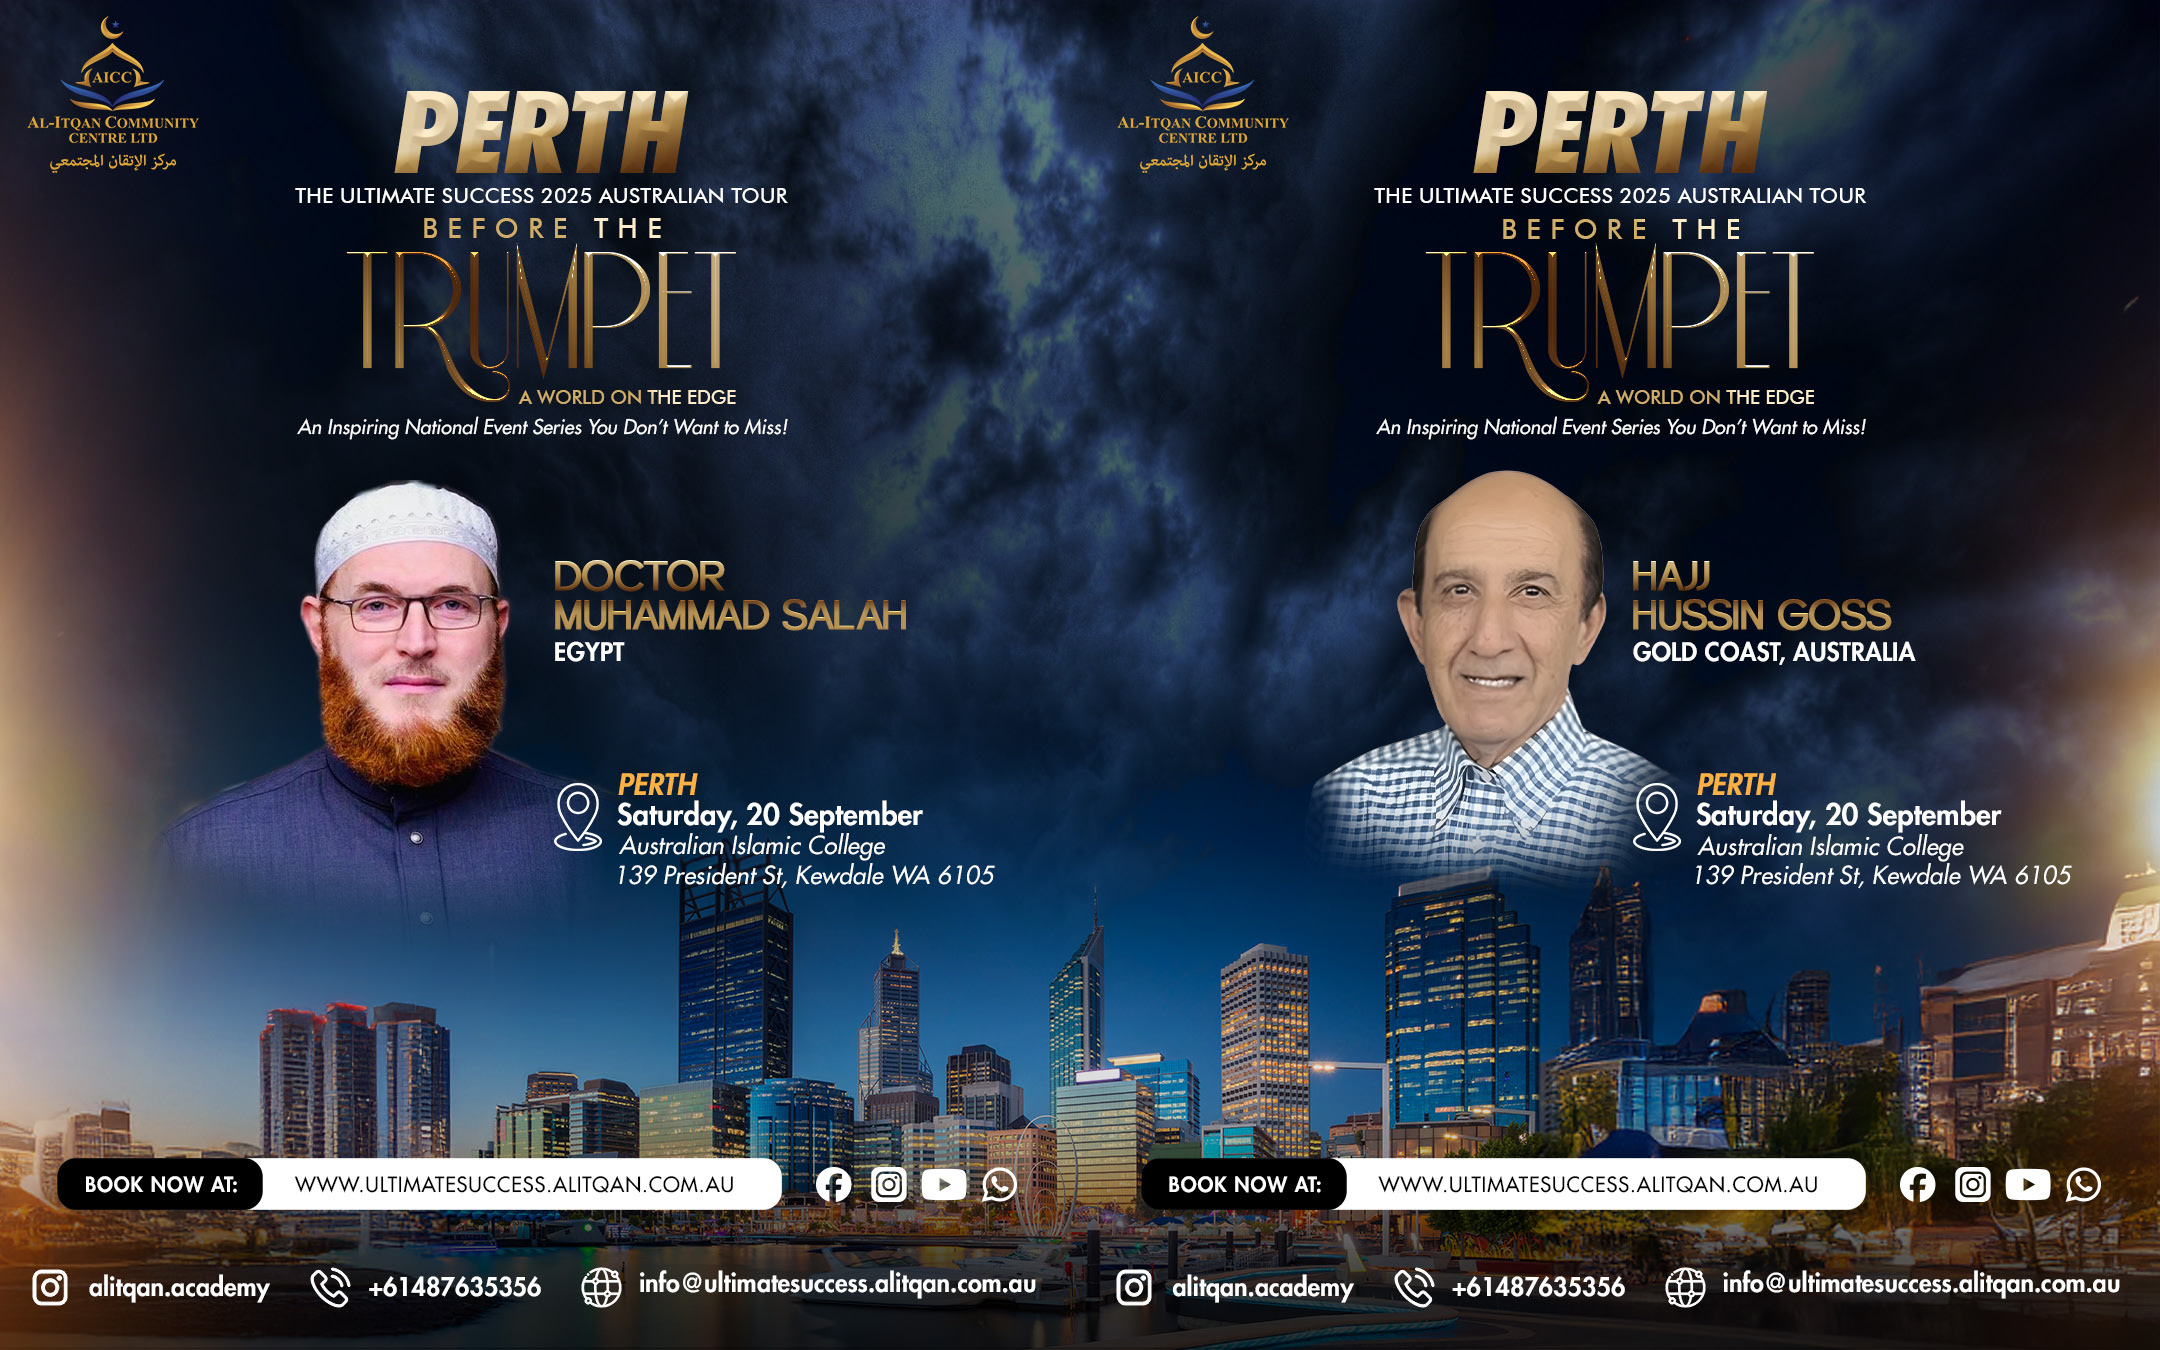 AICC
AL-ITQAN COMMUNITY
CENTRE LTD
مركز الإتقان المجتمعي
PERTH
THE ULTIMATE SUCCESS 2025 AUSTRALIAN TOUR
BEFORE THE
TRUMPET
A WORLD ON THE EDGE
An Inspiring National Event Series You Don't Want to Miss!
DOCTOR
MUHAMMAD SALAH
EGYPT
PERTH
Saturday, 20 September
Australian Islamic College
139 President St, Kewdale WA 6105
BOOK NOW AT: WWW.ULTIMATESUCCESS.ALITQAN.COM.AU
alitqan.academy +61487635356 info@ultimatesuccess.alitqan.com.au
AICC
AL-ITQAN COMMUNITY
CENTRE LTD
مركز الإتقان المجتمعي
PERTH
THE ULTIMATE SUCCESS 2025 AUSTRALIAN TOUR
BEFORE THE
TRUMPET
A WORLD ON THE EDGE
An Inspiring National Event Series You Don't Want to Miss!
HAJJ
HUSSIN GOSS
GOLD COAST, AUSTRALIA
PERTH
Saturday, 20 September
Australian Islamic College
139 President St, Kewdale WA 6105
BOOK NOW AT: WWW.ULTIMATESUCCESS.ALITQAN.COM.AU
alitqan.academy +61487635356 info@ultimatesuccess.alitqan.com.au